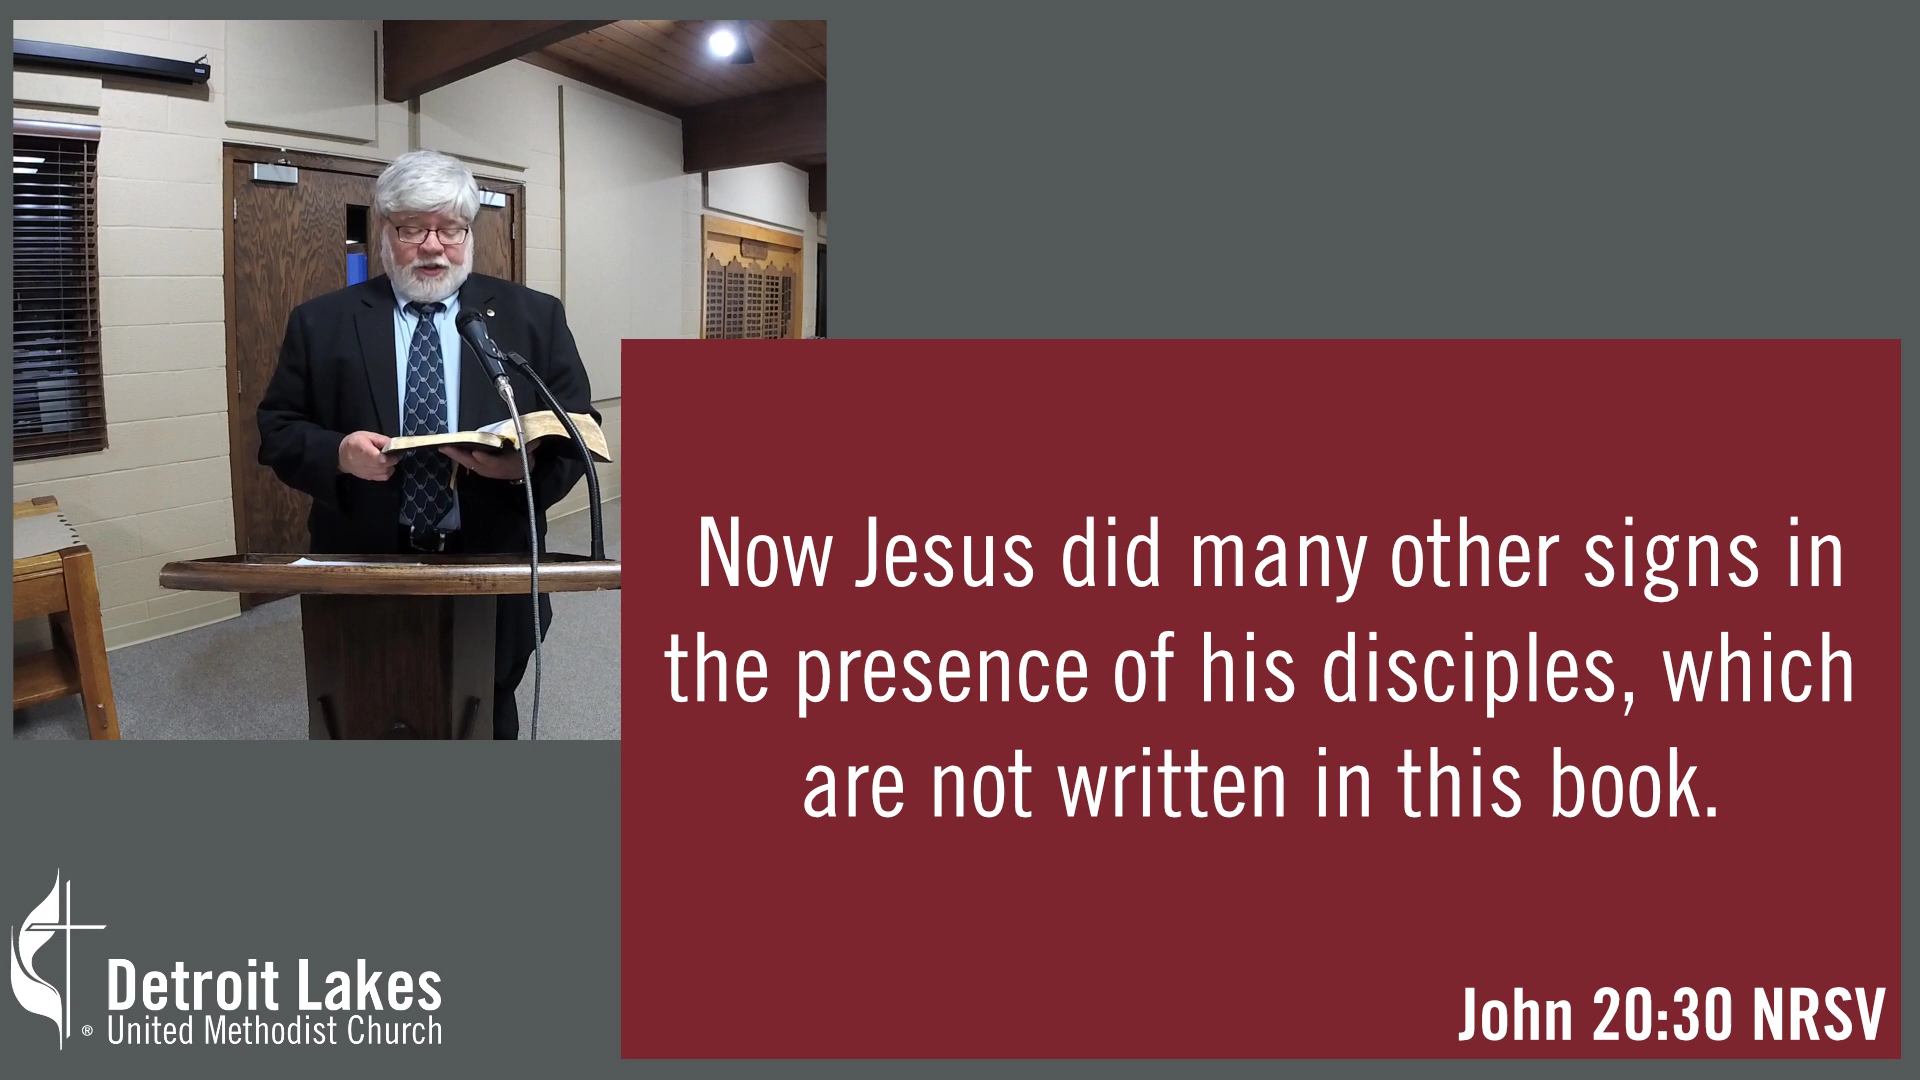 Now Jesus did many other signs in
the presence of his disciples, which
are not written in this book.
John 20:30 NRSV
Detroit Lakes
® United Methodist Church